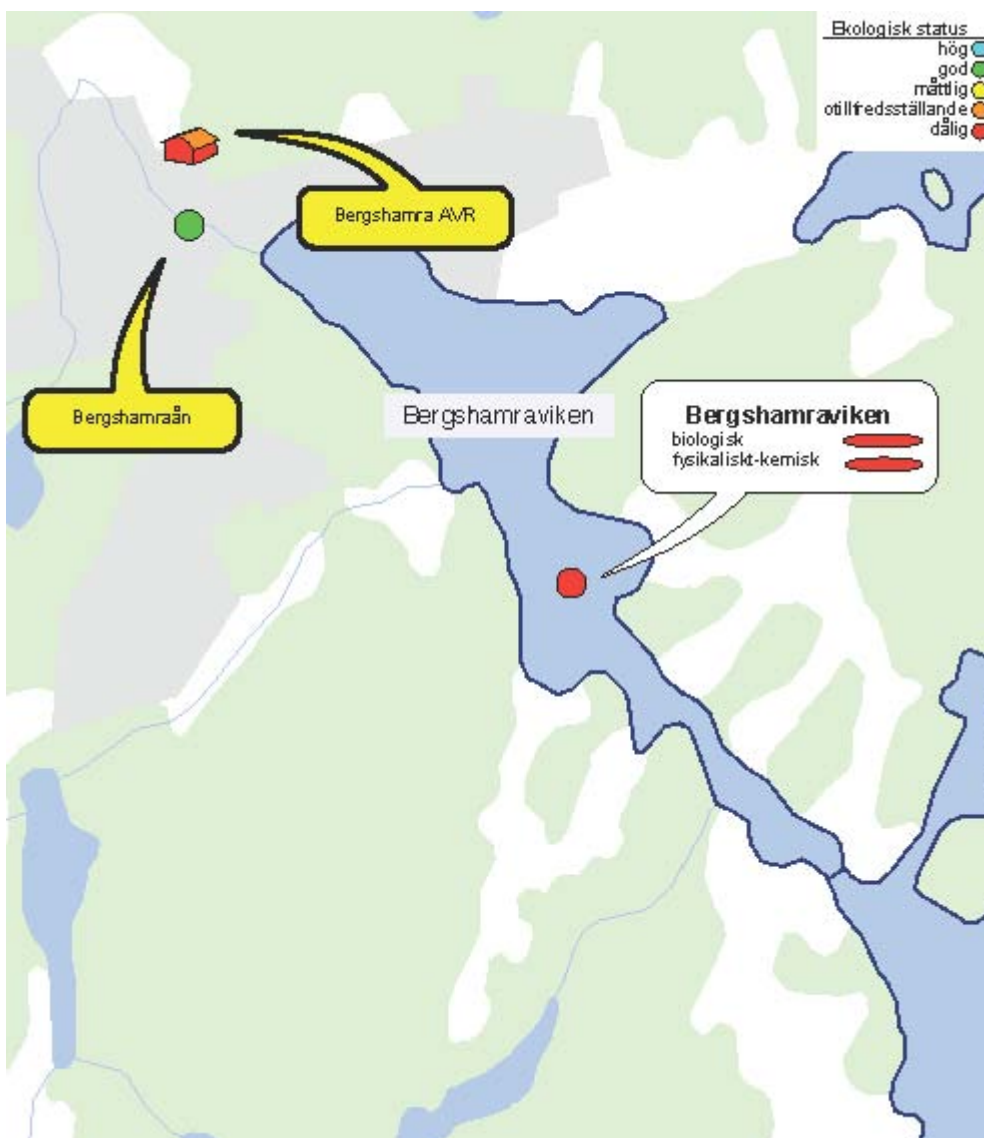 Ekologisk status
hög
god
måttlig
otillfredsställande
dålig
Bergshamra AVR
Bergshamraån
Bergshamraviken
Bergshamraviken
biologisk
fysikaliskt-kemisk